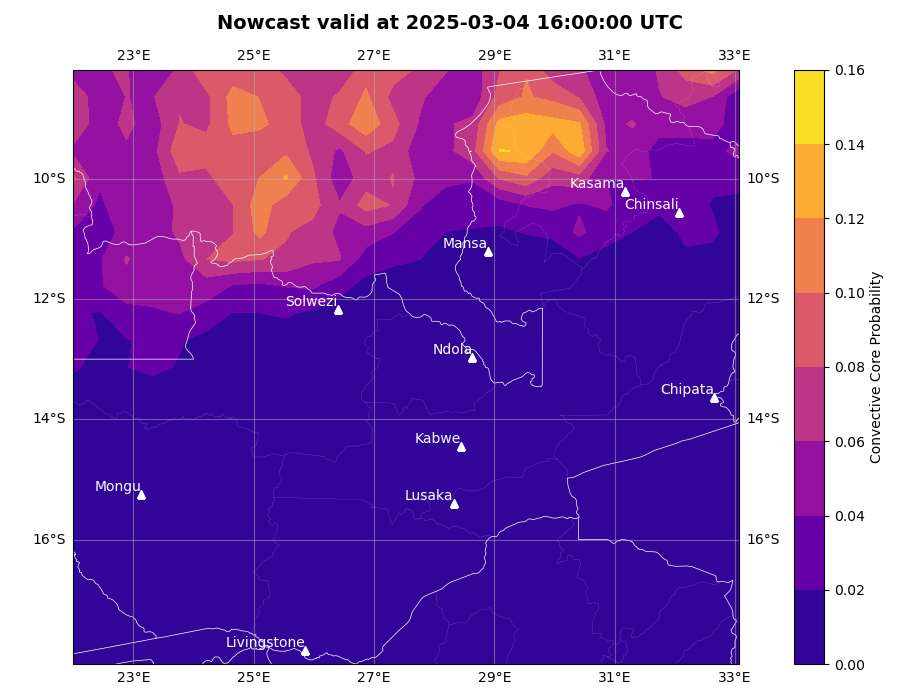 Nowcast valid at 2025-03-04 16:00:00 UTC
23°E 25°E 27°E 29°E 31°E 33°E
0.16
0.14
10°S Kasama 10°S
Chinsali
0.12
Mansa
12°S Solwezi 12°S
0.10
Ndola
0.08
Chipata
14°S 14°S
Kabwe
0.06
Mongu
Lusaka
0.04
16°S 16°S
0.02
Livingstone
0.00
23°E 25°E 27°E 29°E 31°E 33°E
Convective Core Probability